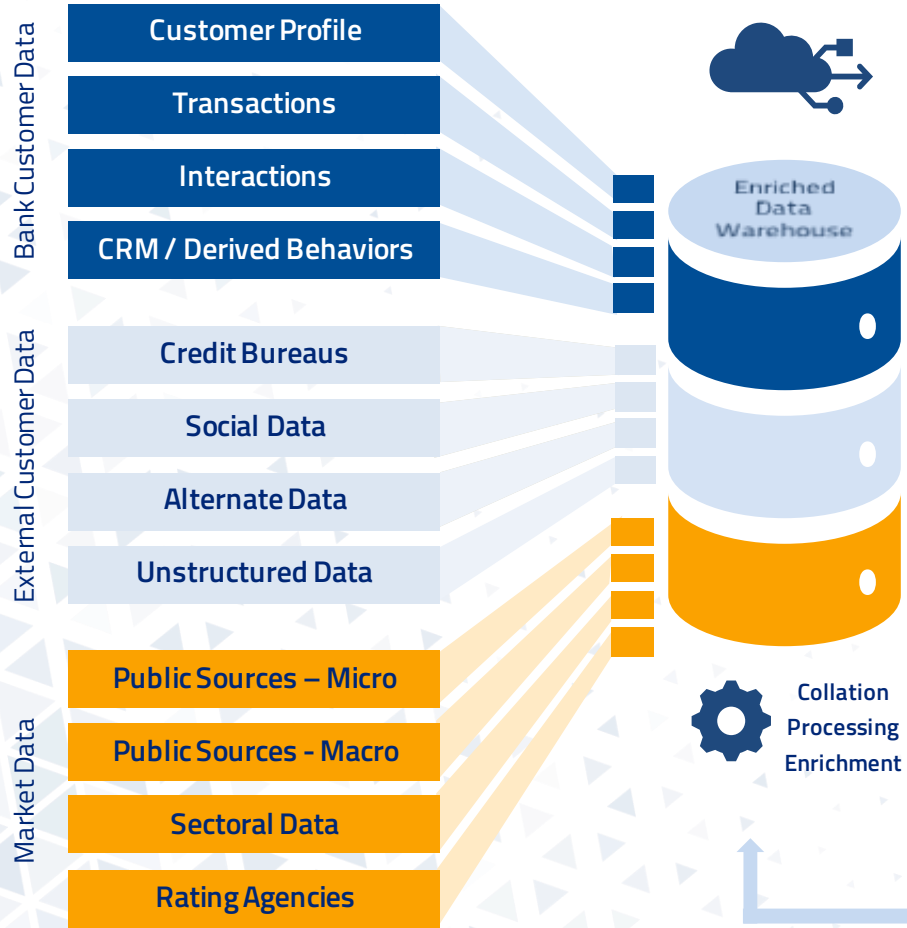 Bank Customer Data
Customer Profile
Transactions
Interactions
CRM / Derived Behaviors
External Customer Data
Credit Bureaus
Social Data
Alternate Data
Unstructured Data
Market Data
Public Sources – Micro
Public Sources - Macro
Sectoral Data
Rating Agencies
Enriched
Data
Warehouse
Collation
Processing
Enrichment